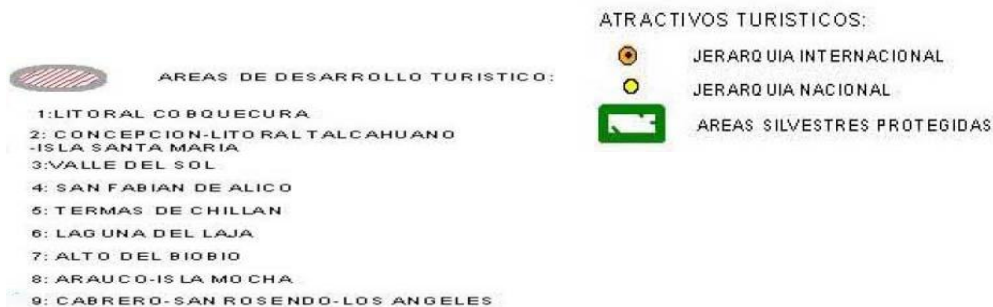 ATRACTIVOS TURISTICOS:
JERARQUIA INTERNACIONAL
JERARQUIA NACIONAL
AREAS SILVESTRES PROTEGIDAS
AREAS DE DESARROLLO TURISTICO:
1:LITORAL COBQUECURA
2: CONCEPCION-LITORAL TALCAHUANO
-ISLA SANTA MARIA
3:VALLE DEL SOL
4: SAN FABIAN DE ALICO
5: TERMAS DE CHILLAN
6: LAGUNA DEL LAJA
7: ALTO DEL BIOBIO
8: ARAUCO-ISLA MOCHA
9: CABRERO-SAN ROSENDO-LOS ANGELES